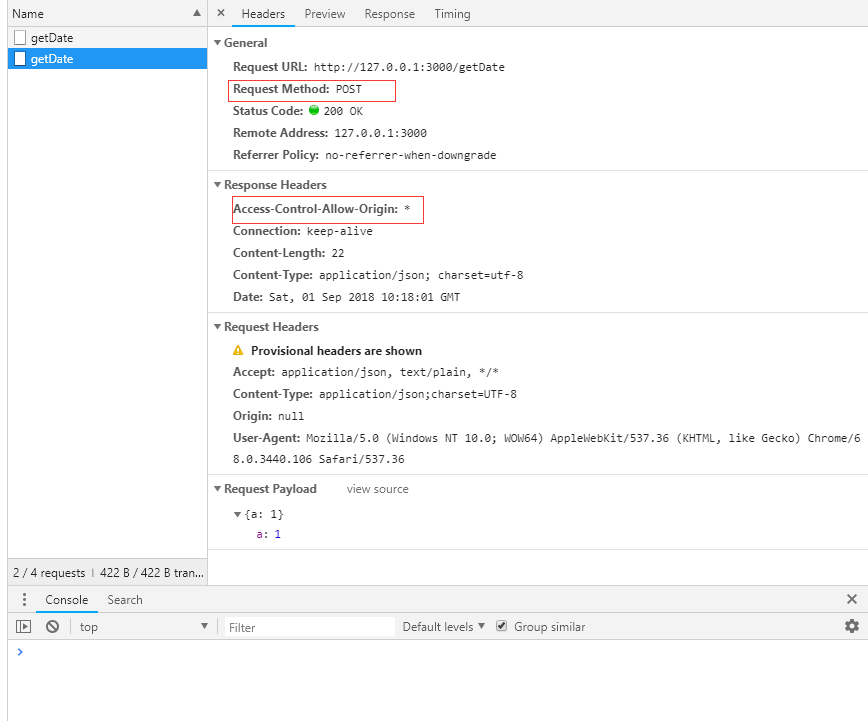 Name ▲
getDate
getDate
2 / 4 requests | 422 B / 422 B tran...
× Headers Preview Response Timing
▼ General
Request URL: http://127.0.0.1:3000/getDate
Request Method: POST
Status Code: 200 OK
Remote Address: 127.0.0.1:3000
Referrer Policy: no-referrer-when-downgrade
▼ Response Headers
Access-Control-Allow-Origin: *
Connection: keep-alive
Content-Length: 22
Content-Type: application/json; charset=utf-8
Date: Sat, 01 Sep 2018 10:18:01 GMT
▼ Request Headers
Provisional headers are shown
Accept: application/json, text/plain, */*
Content-Type: application/json;charset=UTF-8
Origin: null
User-Agent: Mozilla/5.0 (Windows NT 10.0; WOW64) AppleWebKit/537.36 (KHTML, like Gecko) Chrome/6
8.0.3440.106 Safari/537.36
▼ Request Payload view source
▼ {a: 1}
a: 1
Console Search ×
top ▼ Filter Default levels ▼ Group similar
>